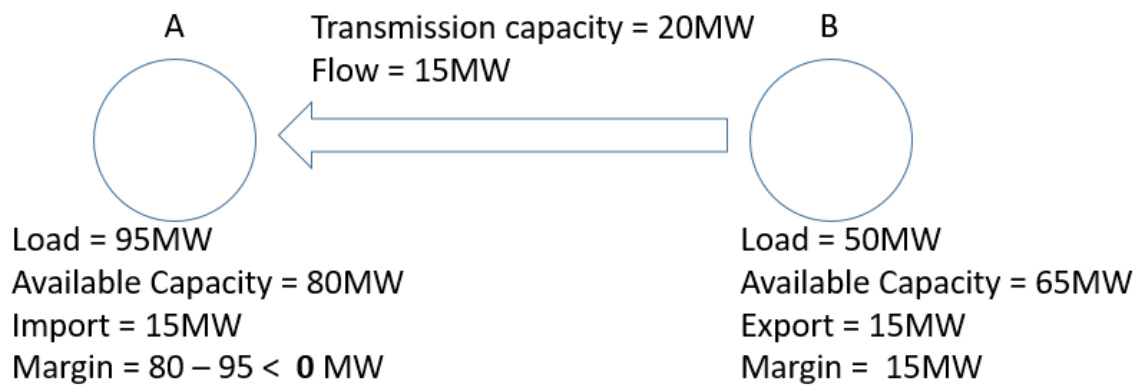 A
Transmission capacity = 20MW
Flow = 15MW
B
Load = 95MW
Available Capacity = 80MW
Import = 15MW
Margin = 80 – 95 < 0 MW
Load = 50MW
Available Capacity = 65MW
Export = 15MW
Margin = 15MW